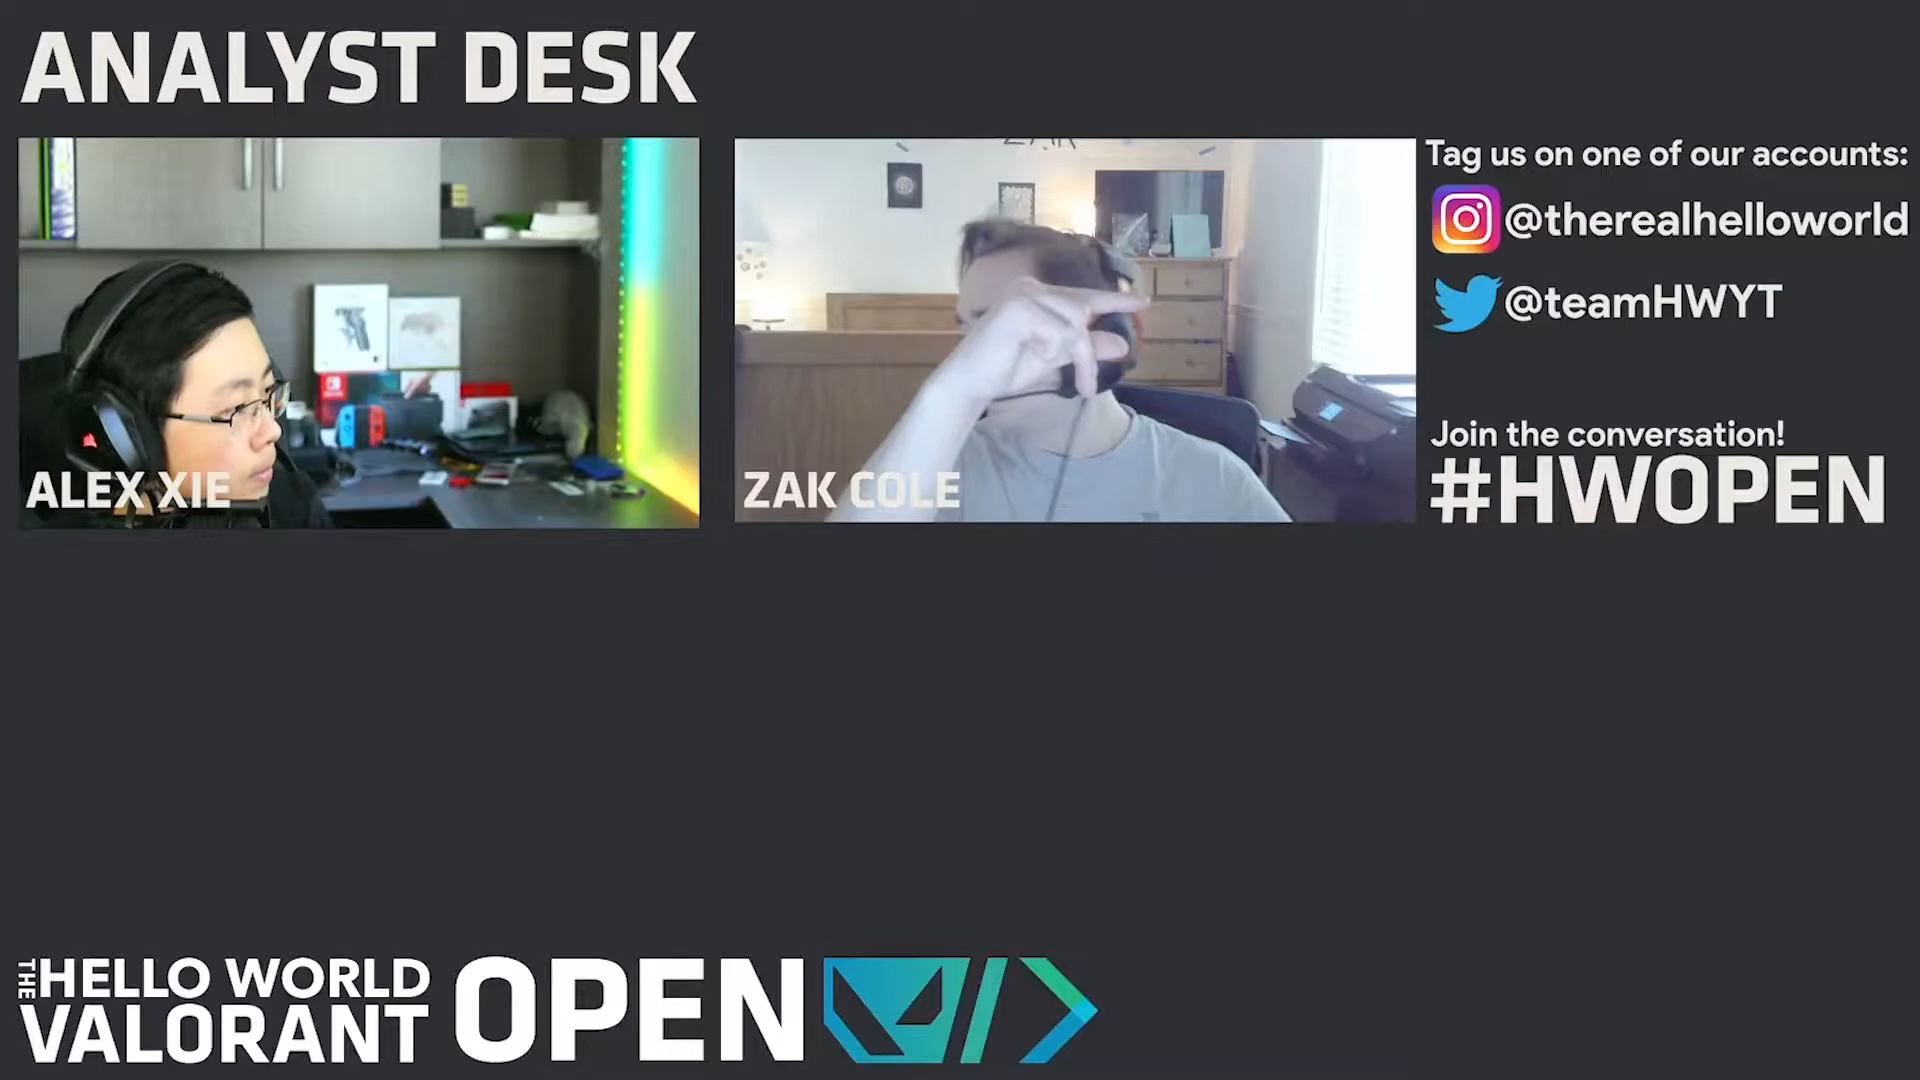 ANALYST DESK
ALEX XIE
ZAK COLE
Tag us on one of our accounts:
@therealhelloworld
@teamHWYT
Join the conversation!
#HWOPEN
THE HELLO WORLD
VALORANT
OPEN